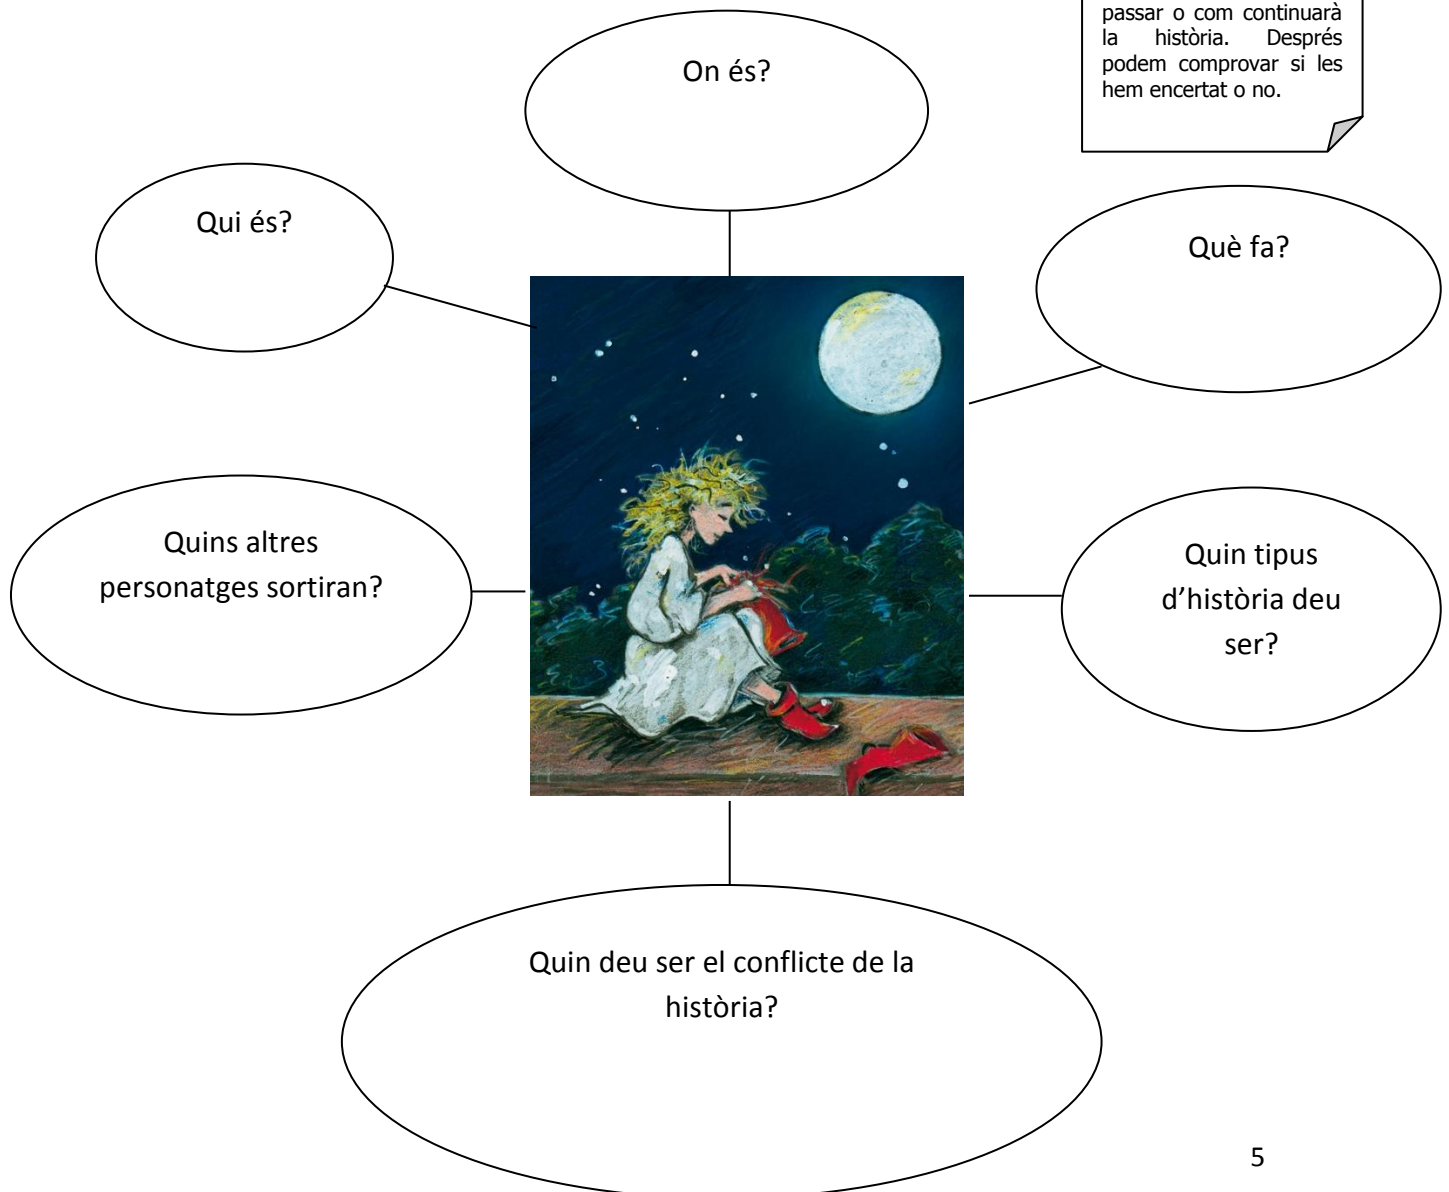 passar o com continuarà
la història. Després
podem comprovar si les
hem encertat o no.
On és?
Qui és?
Què fa?
Quins altres
personatges sortiran?
Quin tipus
d'història deu
ser?
Quin deu ser el conflicte de la
història?
5